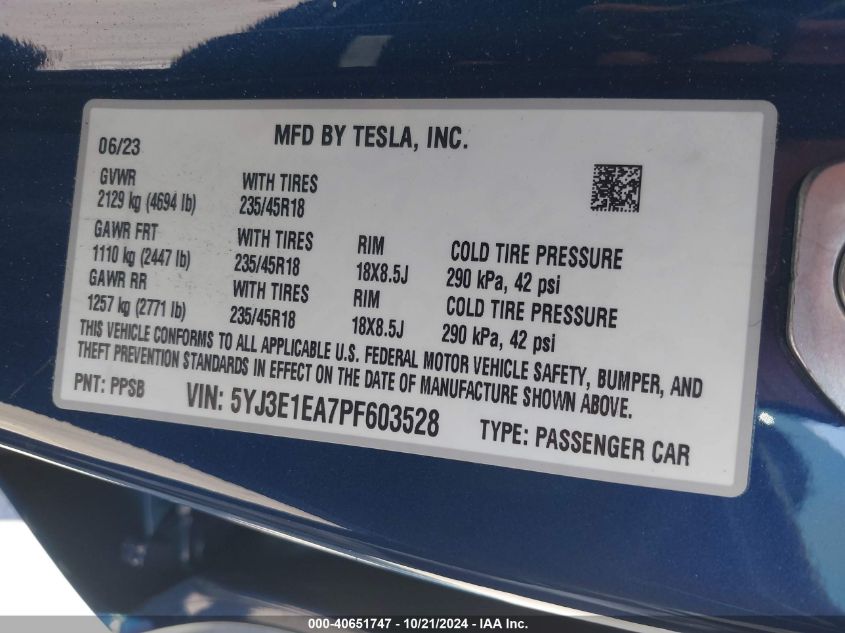 MFD BY TESLA, INC.
06/23
GVWR
2129 kg (4694 lb)
WITH TIRES
235/45R18
GAWR FRT
1110 kg (2447 lb)
WITH TIRES
235/45R18
RIM
18X8.5J
COLD TIRE PRESSURE
290 kPa, 42 psi
GAWR RR
1257 kg (2771 lb)
WITH TIRES
235/45R18
RIM
18X8.5J
COLD TIRE PRESSURE
290 kPa, 42 psi
THIS VEHICLE CONFORMS TO ALL APPLICABLE U.S. FEDERAL MOTOR VEHICLE SAFETY, BUMPER, AND
THEFT PREVENTION STANDARDS IN EFFECT ON THE DATE OF MANUFACTURE SHOWN ABOVE.
PNT: PPSB VIN: 5YJ3E1EA7PF603528 TYPE: PASSENGER CAR
000-40651747 - 10/21/2024 - IAA Inc.